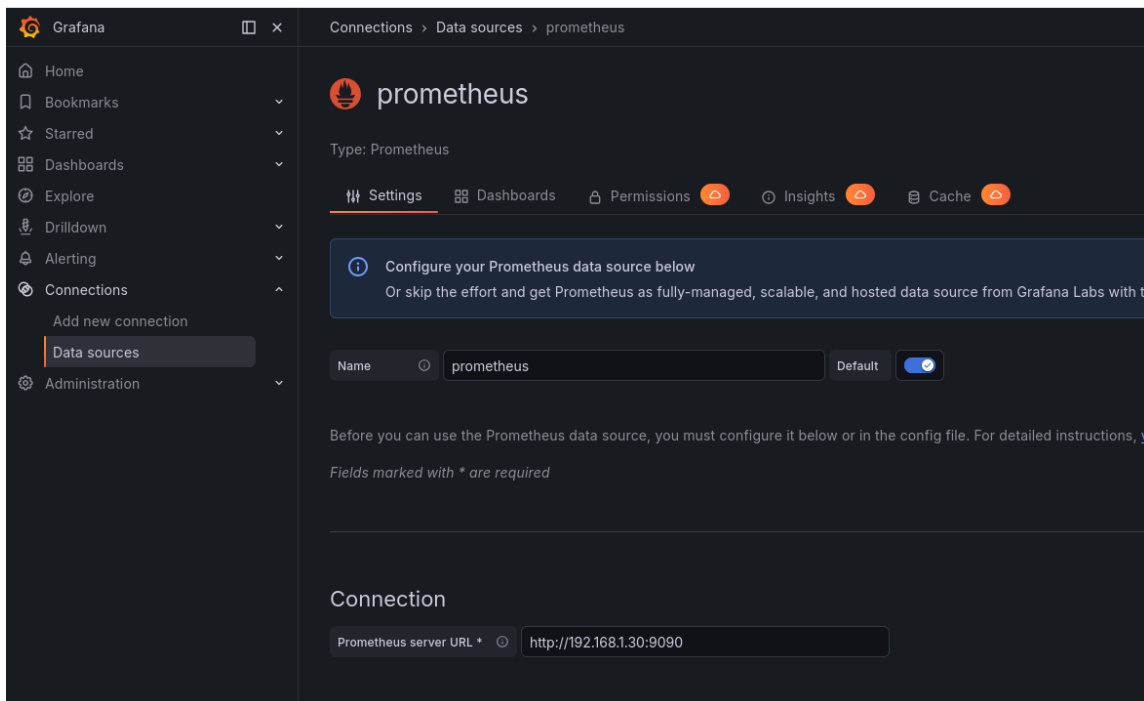 Grafana
Connections › Data sources › prometheus
Home
Bookmarks
Starred
Dashboards
Explore
Drilldown
Alerting
Connections
Add new connection
Data sources
Administration
prometheus
Type: Prometheus
Settings Dashboards Permissions Insights Cache
Configure your Prometheus data source below
Or skip the effort and get Prometheus as fully-managed, scalable, and hosted data source from Grafana Labs with
Name prometheus Default
Before you can use the Prometheus data source, you must configure it below or in the config file. For detailed instructions,
Fields marked with * are required
Connection
Prometheus server URL * http://192.168.1.30:9090